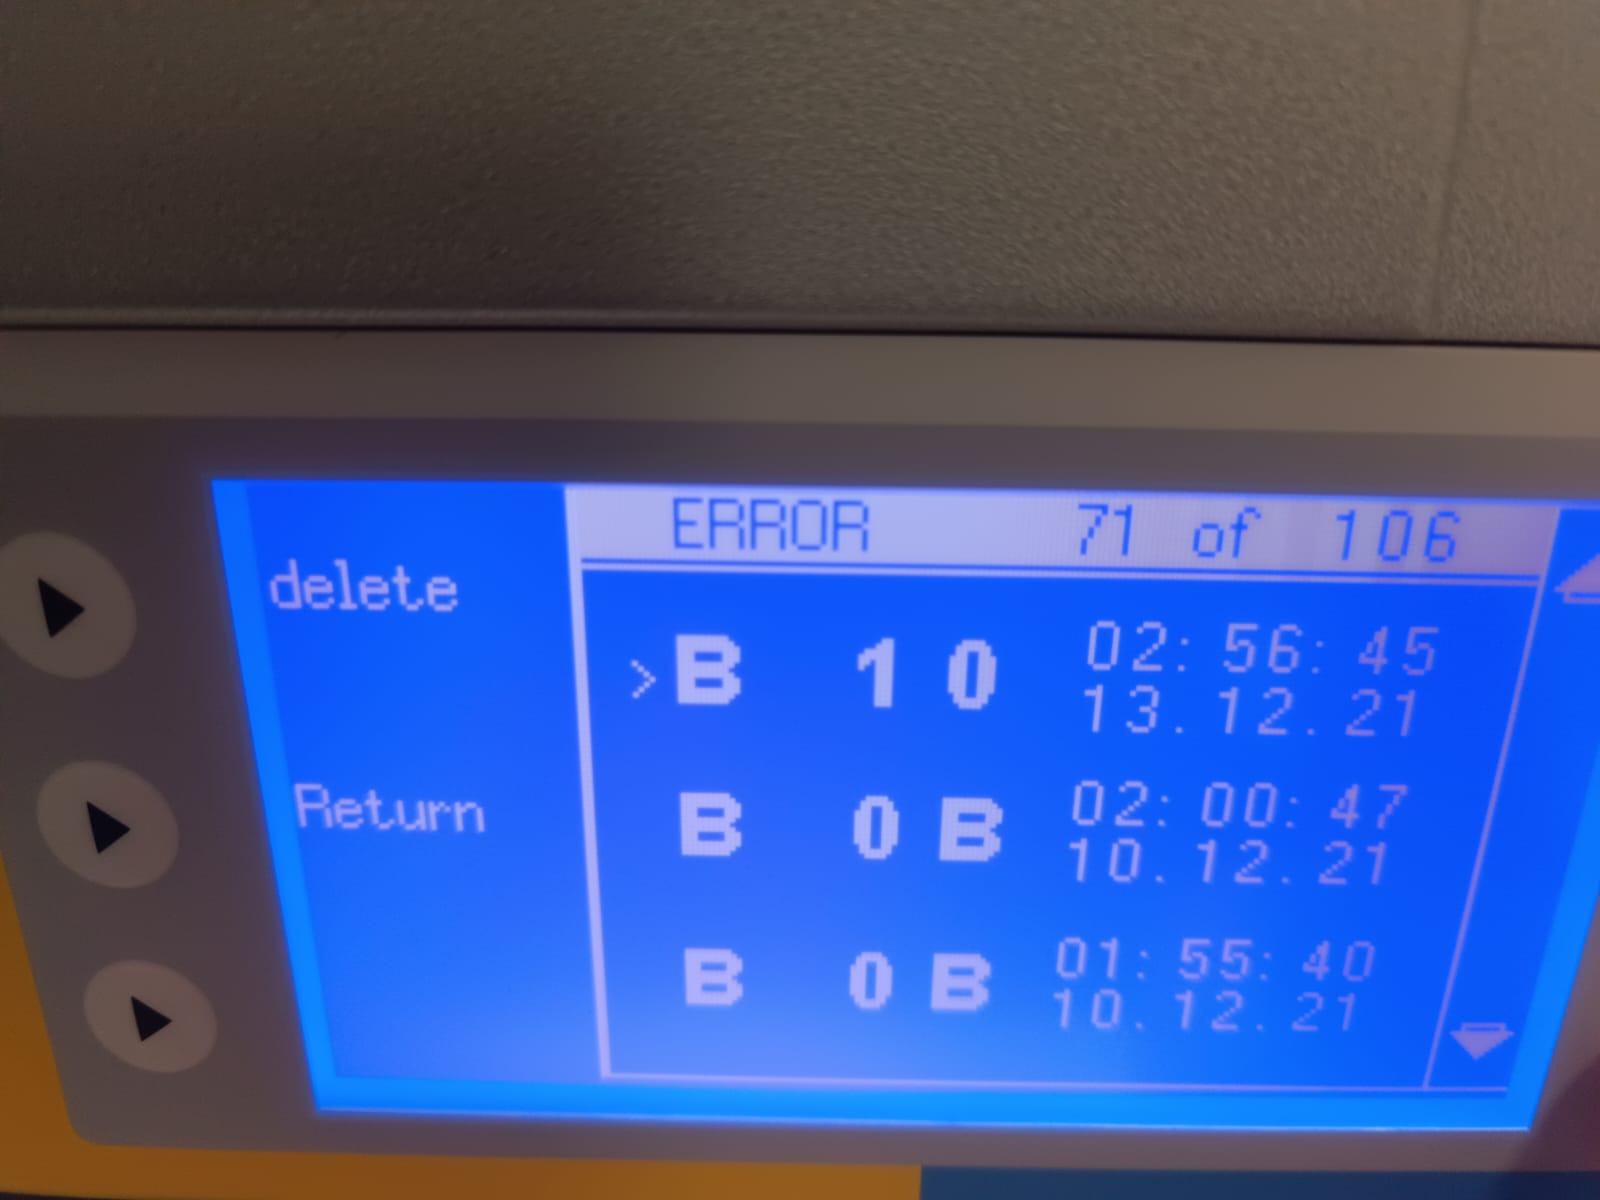 ERROR 71 of 106
delete
>B 10 02:56:45
13.12.21
Return
B 0B 02:00:47
10.12.21
B 0B 01:55:40
10.12.21